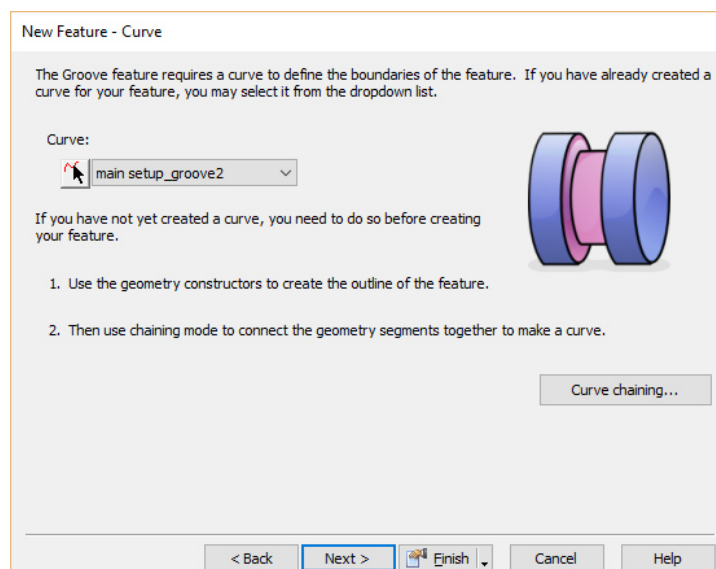 New Feature - Curve
The Groove feature requires a curve to define the boundaries of the feature.  If you have already created a
curve for your feature, you may select it from the dropdown list.
Curve:
main setup_groove2
If you have not yet created a curve, you need to do so before creating
your feature.
1.  Use the geometry constructors to create the outline of the feature.
2.  Then use chaining mode to connect the geometry segments together to make a curve.
Curve chaining...
< Back Next > Finish Cancel Help